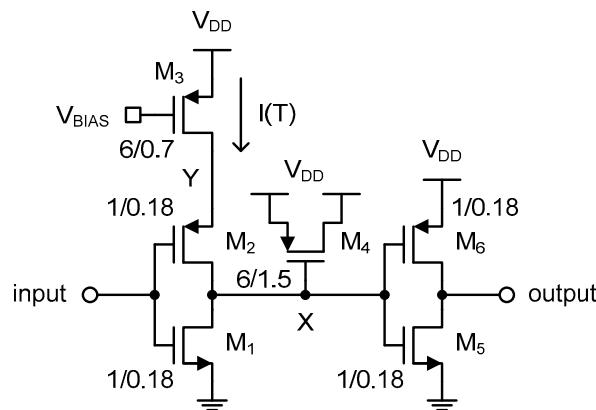 VDD
M3
VBIAS
I(T)
6/0.7
Y
VDD
VDD
1/0.18
1/0.18
M2
M4
M6
6/1.5
input
output
X
M1
M5
1/0.18
1/0.18